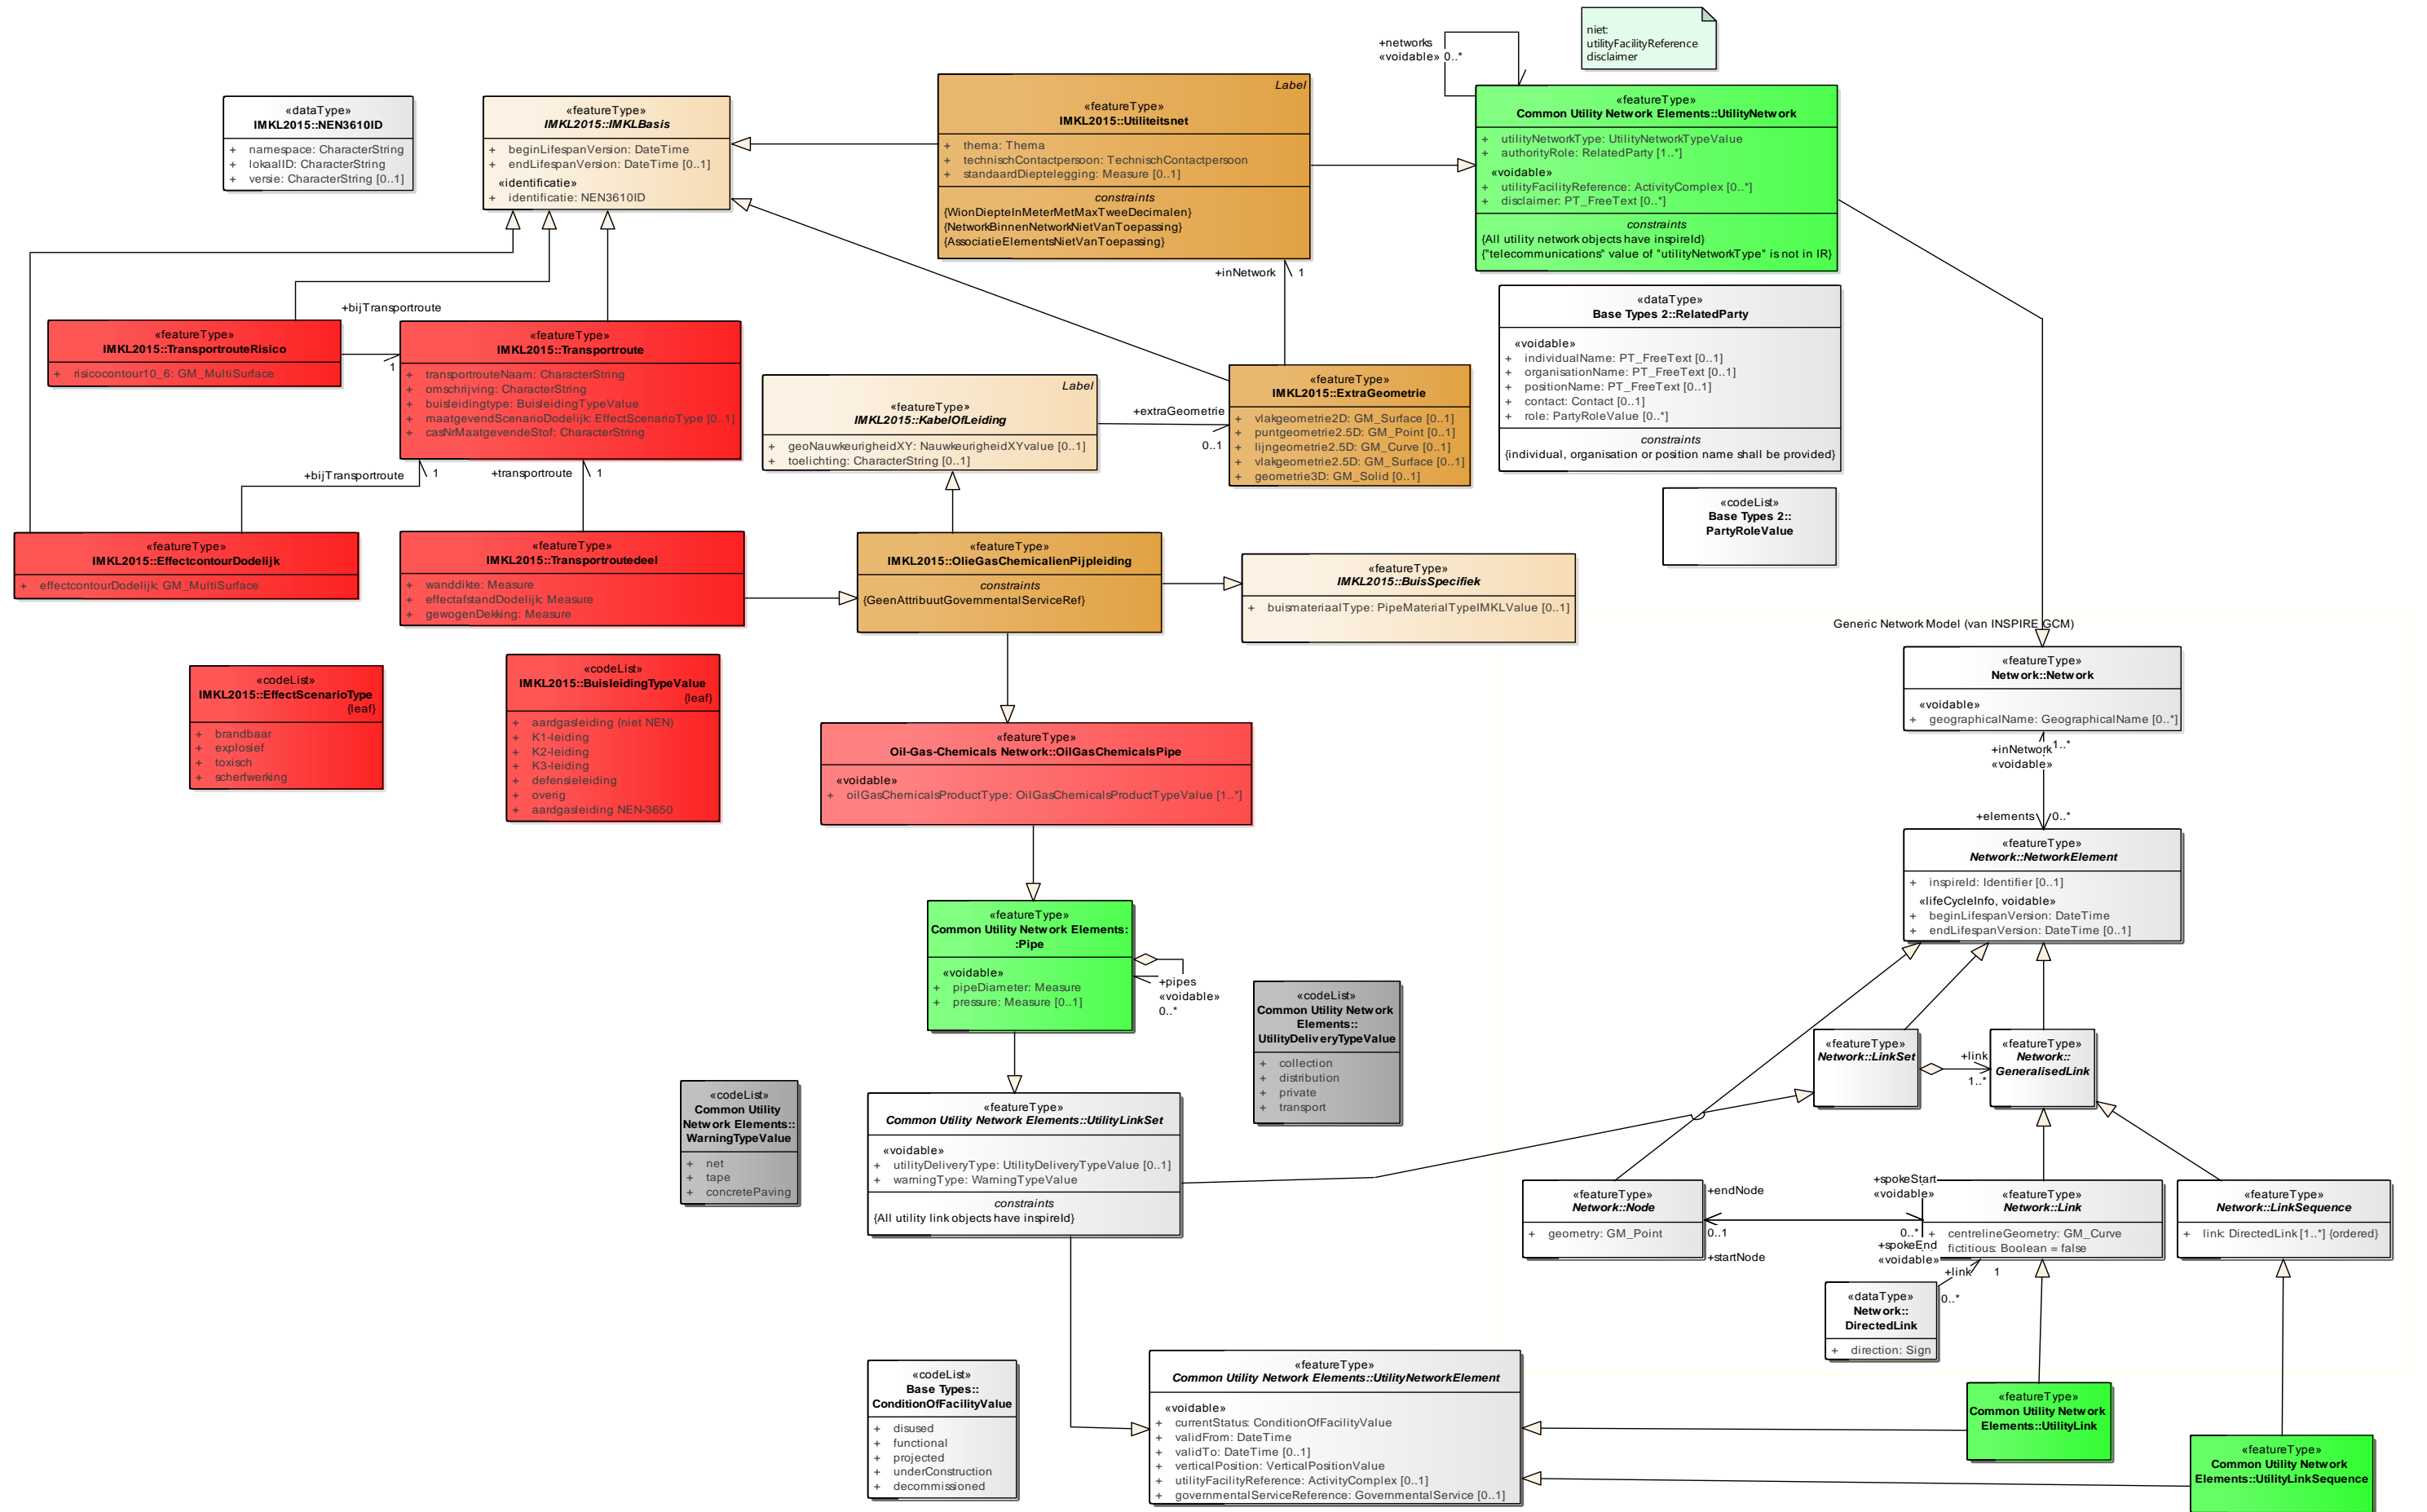 niet:
utilityFacilityReference
disclaimer
+networks
«voidable» 0..*
«dataType»
IMKL2015::NEN3610ID
+ namespace: CharacterString
+ lokaalID: CharacterString
+ versie: CharacterString [0..1]
«featureType»
IMKL2015::IMKLBasis
+ beginLifespanVersion: DateTime
+ endLifespanVersion: DateTime [0..1]
«identificatie»
+ identificatie: NEN3610ID
Label
«featureType»
IMKL2015::Utiliteitsnet
+ thema: Thema
+ technischContactpersoon: TechnischContactpersoon
+ standaardDieptelegging: Measure [0..1]
constraints
{WionDiepteInMeterMetMaxTweeDecimalen}
{NetworkBinnenNetworkNietVanToepassing}
{AssociatieElementsNietVanToepassing}
«featureType»
Common Utility Network Elements::UtilityNetwork
+ utilityNetworkType: UtilityNetworkTypeValue
+ authorityRole: RelatedParty [1..*]
«voidable»
+ utilityFacilityReference: ActivityComplex [0..*]
+ disclaimer: PT_FreeText [0..*]
constraints
{All utility network objects have inspireId}
{"telecommunications" value of "utilityNetworkType" is not in IR}
+inNetwork 1
«dataType»
Base Types 2::RelatedParty
«voidable»
+ individualName: PT_FreeText [0..1]
+ organisationName: PT_FreeText [0..1]
+ positionName: PT_FreeText [0..1]
+ contact: Contact [0..1]
+ role: PartyRoleValue [0..*]
constraints
{individual, organisation or position name shall be provided}
+bijTransportroute
1
«featureType»
IMKL2015::TransportrouteRisico
+ risicocontour10_6: GM_MultiSurface
«featureType»
IMKL2015::Transportroute
+ transportrouteNaam: CharacterString
+ omschrijving: CharacterString
+ buisleidingtype: BuisleidingTypeValue
+ maatgevendScenarioDodelijk: EffectScenarioType [0..1]
+ casNrMaatgevendeStof: CharacterString
Label
«featureType»
IMKL2015::KabelOfLeiding
+ geoNauwkeurigheidXY: NauwkeurigheidXYvalue [0..1]
+ toelichting: CharacterString [0..1]
+extraGeometrie
0..1
«featureType»
IMKL2015::ExtraGeometrie
+ vlakgeometrie2D: GM_Surface [0..1]
+ puntgeometrie2.5D: GM_Point [0..1]
+ lijngeometrie2.5D: GM_Curve [0..1]
+ vlakgeometrie2.5D: GM_Surface [0..1]
+ geometrie3D: GM_Solid [0..1]
«codeList»
Base Types 2::
PartyRoleValue
+bijTransportroute 1
+transportroute 1
«featureType»
IMKL2015::EffectcontourDodelijk
+ effectcontourDodelijk: GM_MultiSurface
«featureType»
IMKL2015::Transportroutedeel
+ wanddikte: Measure
+ effectafstandDodelijk: Measure
+ gewogenDekking: Measure
«featureType»
IMKL2015::OlieGasChemicalienPijpleiding
constraints
{GeenAttribuutGovernmentalServiceRef}
«featureType»
IMKL2015::BuisSpecifiek
+ buismateriaalType: PipeMaterialTypeIMKLValue [0..1]
Generic Network Model (van INSPIRE GCM)
«featureType»
Network::Network
«voidable»
+ geographicalName: GeographicalName [0..*]
«codeList»
IMKL2015::EffectScenarioType
{leaf}
+ brandbaar
+ explosief
+ toxisch
+ scherfwerking
«codeList»
IMKL2015::BuisleidingTypeValue
{leaf}
+ aardgasleiding (niet NEN)
+ K1-leiding
+ K2-leiding
+ K3-leiding
+ defensieleiding
+ overig
+ aardgasleiding NEN-3650
«featureType»
Oil-Gas-Chemicals Network::OilGasChemicalsPipe
«voidable»
+ oilGasChemicalsProductType: OilGasChemicalsProductTypeValue [1..*]
+inNetwork 1..*
«voidable»
+elements 0..*
«featureType»
Network::NetworkElement
+ inspireId: Identifier [0..1]
«lifeCycleInfo, voidable»
+ beginLifespanVersion: DateTime
+ endLifespanVersion: DateTime [0..1]
«featureType»
Common Utility Network Elements:
:Pipe
«voidable»
+ pipeDiameter: Measure
+ pressure: Measure [0..1]
+pipes
«voidable»
0..*
«codeList»
Common Utility Network
Elements::
UtilityDeliveryTypeValue
+ collection
+ distribution
+ private
+ transport
«featureType»
Network::LinkSet
+link
1..*
«featureType»
Network::
GeneralisedLink
«codeList»
Common Utility
Network Elements::
WarningTypeValue
+ net
+ tape
+ concretePaving
«featureType»
Common Utility Network Elements::UtilityLinkSet
«voidable»
+ utilityDeliveryType: UtilityDeliveryTypeValue [0..1]
+ warningType: WarningTypeValue
constraints
{All utility link objects have inspireId}
«featureType»
Network::Node
+ geometry: GM_Point
+endNode
0..1
+startNode
+spokeStart
«voidable»
0..*
+spokeEnd
«voidable»
«featureType»
Network::Link
+ centrelineGeometry: GM_Curve
fictitious: Boolean = false
«featureType»
Network::LinkSequence
+ link: DirectedLink [1..*] {ordered}
+link 1
0..*
«dataType»
Network::
DirectedLink
+ direction: Sign
«codeList»
Base Types::
ConditionOfFacilityValue
+ disused
+ functional
+ projected
+ underConstruction
+ decommissioned
«featureType»
Common Utility Network Elements::UtilityNetworkElement
«voidable»
+ currentStatus: ConditionOfFacilityValue
+ validFrom: DateTime
+ validTo: DateTime [0..1]
+ verticalPosition: VerticalPositionValue
+ utilityFacilityReference: ActivityComplex [0..1]
+ governmentalServiceReference: GovernmentalService [0..1]
«featureType»
Common Utility Network
Elements::UtilityLink
«featureType»
Common Utility Network
Elements::UtilityLinkSequence